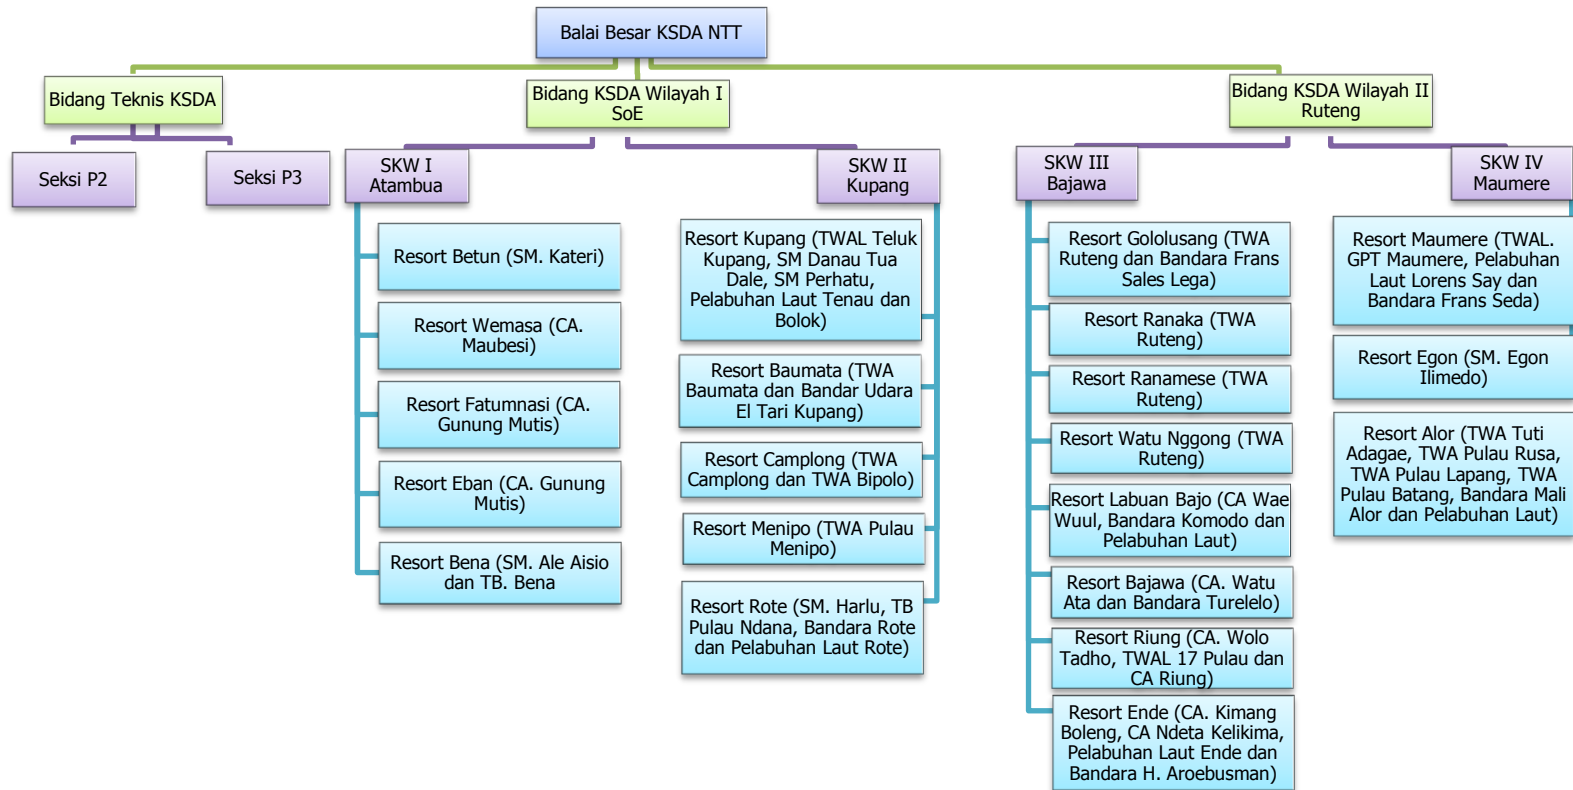 Balai Besar KSDA NTT
Bidang Teknis KSDA
Bidang KSDA Wilayah I
SoE
Bidang KSDA Wilayah II
Ruteng
Seksi P2
Seksi P3
SKW I
Atambua
SKW II
Kupang
SKW III
Bajawa
SKW IV
Maumere
Resort Betun (SM. Kateri)
Resort Wemasa (CA.
Maubesi)
Resort Fatumnasi (CA.
Gunung Mutis)
Resort Eban (CA. Gunung
Mutis)
Resort Bena (SM. Ale Aisio
dan TB. Bena
Resort Kupang (TWAL Teluk
Kupang, SM Danau Tua
Dale, SM Perhatu,
Pelabuhan Laut Tenau dan
Bolok)
Resort Baumata (TWA
Baumata dan Bandar Udara
El Tari Kupang)
Resort Camplong (TWA
Camplong dan TWA Bipolo)
Resort Menipo (TWA Pulau
Menipo)
Resort Rote (SM. Harlu, TB
Pulau Ndana, Bandara Rote
dan Pelabuhan Laut Rote)
Resort Gololusang (TWA
Ruteng dan Bandara Frans
Sales Lega)
Resort Ranaka (TWA
Ruteng)
Resort Ranamese (TWA
Ruteng)
Resort Watu Nggong (TWA
Ruteng)
Resort Labuan Bajo (CA Wae
Wuul, Bandara Komodo dan
Pelabuhan Laut)
Resort Bajawa (CA. Watu
Ata dan Bandara Turelelo)
Resort Riung (CA. Wolo
Tadho, TWAL 17 Pulau dan
CA Riung)
Resort Ende (CA. Kimang
Boleng, CA Ndeta Kelikima,
Pelabuhan Laut Ende dan
Bandara H. Aroebusman)
Resort Maumere (TWAL.
GPT Maumere, Pelabuhan
Laut Lorens Say dan
Bandara Frans Seda)
Resort Egon (SM. Egon
Ilimedo)
Resort Alor (TWA Tuti
Adagae, TWA Pulau Rusa,
TWA Pulau Lapang, TWA
Pulau Batang, Bandara Mali
Alor dan Pelabuhan Laut)